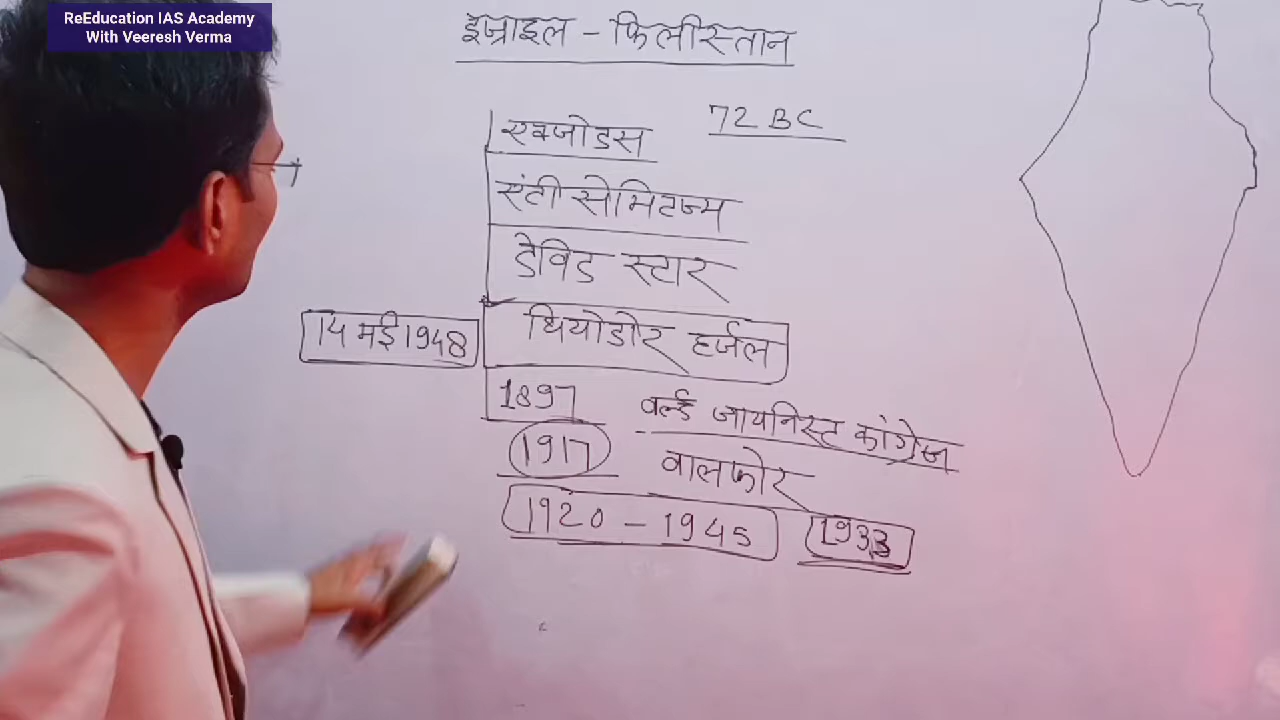 ReEducation IAS Academy
With Veeresh Verma
इज्राइल - फिलीस्तान
एक्जोडस 72 BC
एंटी सेमिटज्म
डेविड स्टार
14 मई 1948 थियोडोर हर्जल
1897 वर्ल्ड जायनिस्ट कांग्रेज
1917 वालफोर
1920 - 1945 1933